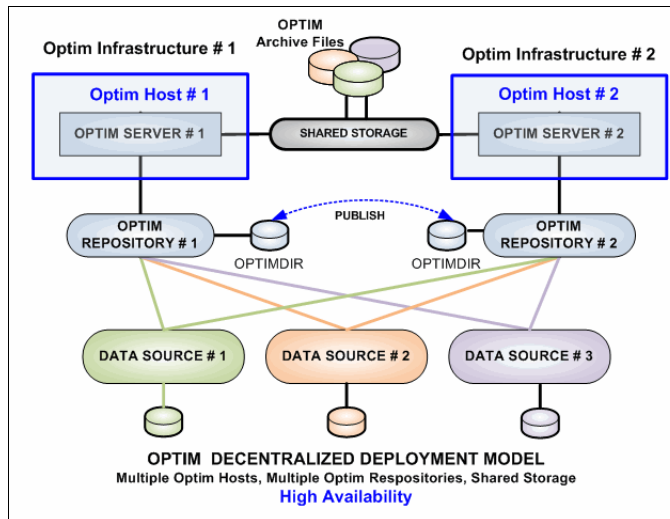 OPTIM
Archive Files
Optim Infrastructure # 1
Optim Infrastructure # 2
Optim Host # 1
Optim Host # 2
OPTIM SERVER # 1
SHARED STORAGE
OPTIM SERVER # 2
PUBLISH
OPTIM
REPOSITORY # 1
OPTIMDIR
OPTIMDIR
OPTIM
REPOSITORY # 2
DATA SOURCE # 1
DATA SOURCE # 2
DATA SOURCE # 3
OPTIM DECENTRALIZED DEPLOYMENT MODEL
Multiple Optim Hosts, Multiple Optim Respositories, Shared Storage
High Availability